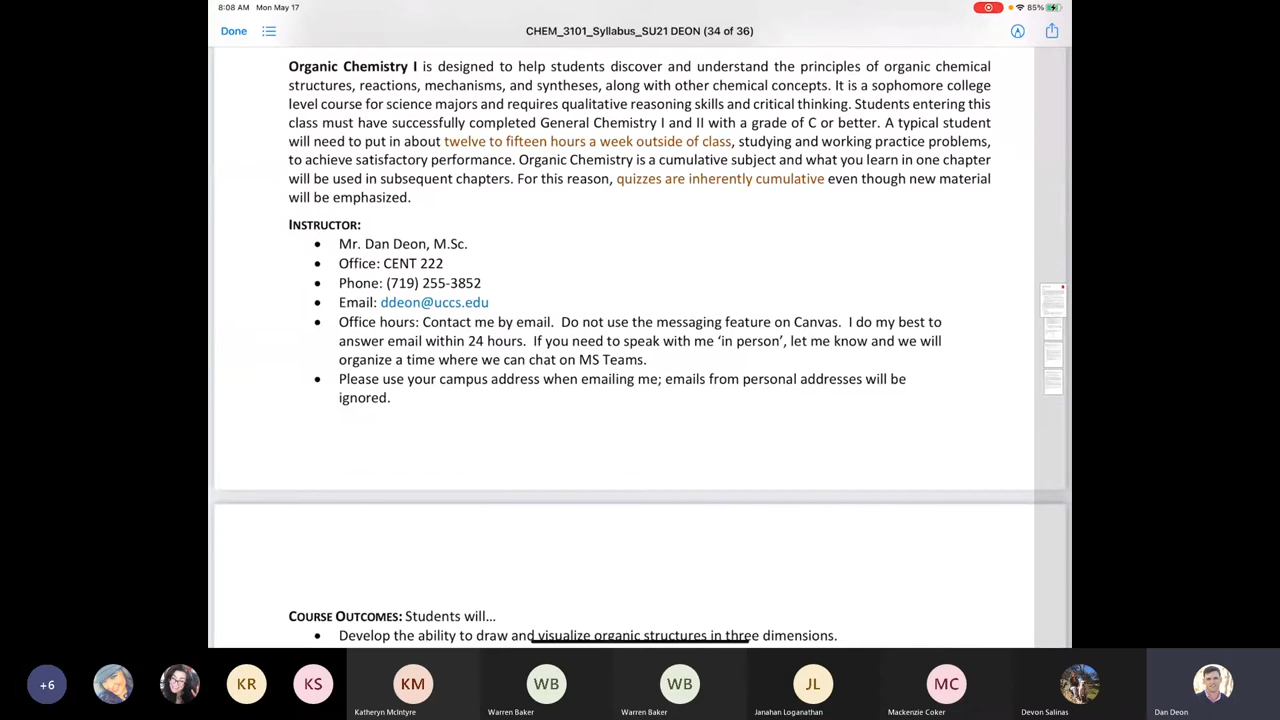 8:08 AM Mon May 17
85%
Done
CHEM_3101_Syllabus_SU21 DEON (34 of 36)
Organic Chemistry I is designed to help students discover and understand the principles of organic chemical
structures, reactions, mechanisms, and syntheses, along with other chemical concepts. It is a sophomore college
level course for science majors and requires qualitative reasoning skills and critical thinking. Students entering this
class must have successfully completed General Chemistry I and II with a grade of C or better. A typical student
will need to put in about twelve to fifteen hours a week outside of class, studying and working practice problems,
to achieve satisfactory performance. Organic Chemistry is a cumulative subject and what you learn in one chapter
will be used in subsequent chapters. For this reason, quizzes are inherently cumulative even though new material
will be emphasized.
INSTRUCTOR:
• Mr. Dan Deon, M.Sc.
• Office: CENT 222
• Phone: (719) 255-3852
• Email: ddeon@uccs.edu
• Office hours: Contact me by email. Do not use the messaging feature on Canvas. I do my best to
answer email within 24 hours. If you need to speak with me ‘in person’, let me know and we will
organize a time where we can chat on MS Teams.
• Please use your campus address when emailing me; emails from personal addresses will be
ignored.
COURSE OUTCOMES: Students will...
• Develop the ability to draw and visualize organic structures in three dimensions.
+6
KR
KS
KM
WB
WB
JL
MC
Katheryn McIntyre
Warren Baker
Warren Baker
Janahan Loganathan
Mackenzie Coker
Devon Salinas
Dan Deon